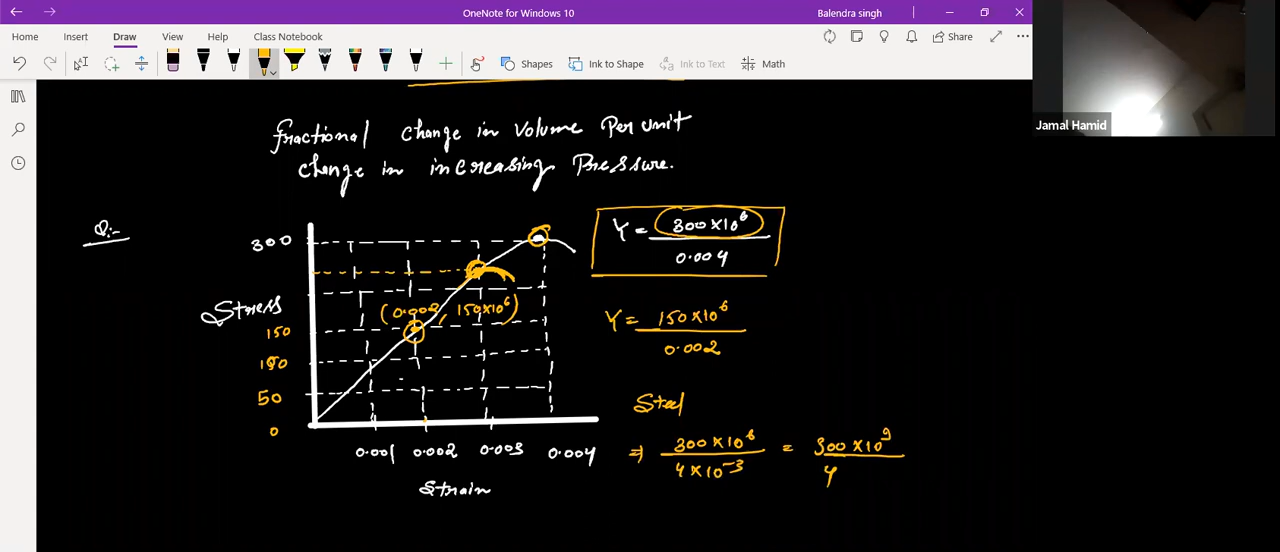 OneNote for Windows 10
Balendra singh
Home Insert Draw View Help Class Notebook
Share
Shapes Ink to Shape Ink to Text Math
Jamal Hamid
fractional change in volume Per unit
change in increasing Pressure.
Q:-
300
Stress
150
100
50
0
(0.002, 150×10⁶)
0.001 0.002 0.003 0.004
Strain
Y = 300×10⁶
0.004
Y = 150×10⁶
0.002
Steel
⇒ 300×10⁶ = 300×10⁹
4×10⁻³ 4